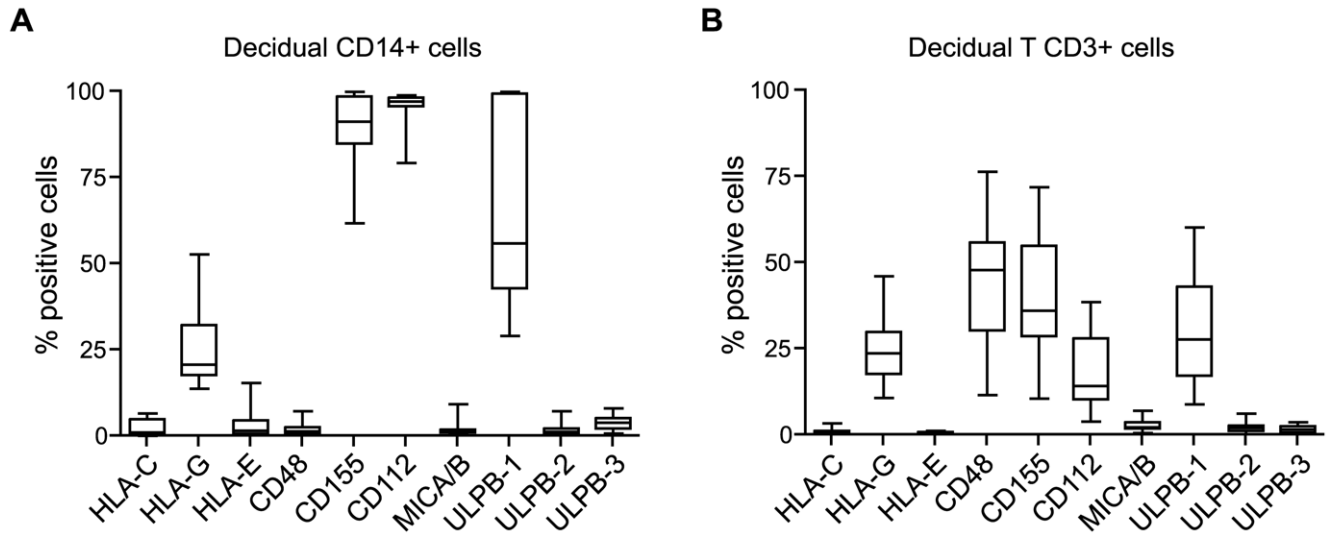 A
Decidual CD14+ cells
% positive cells
100
75
50
25
0
HLA-C
HLA-G
HLA-E
CD48
CD155
CD112
MICA/B
ULPB-1
ULPB-2
ULPB-3
B
Decidual T CD3+ cells
% positive cells
100
75
50
25
0
HLA-C
HLA-G
HLA-E
CD48
CD155
CD112
MICA/B
ULPB-1
ULPB-2
ULPB-3